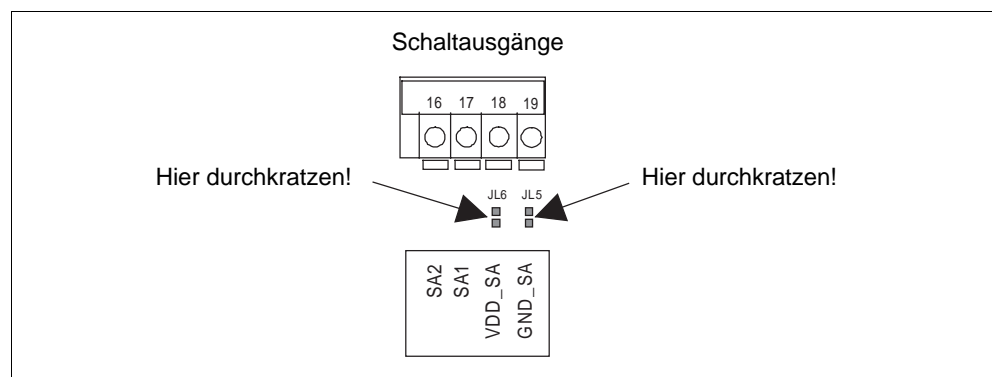 Schaltausgänge
16 17 18 19
Hier durchkratzen! Hier durchkratzen!
JL6 JL5
SA2
SA1
VDD_SA
GND_SA